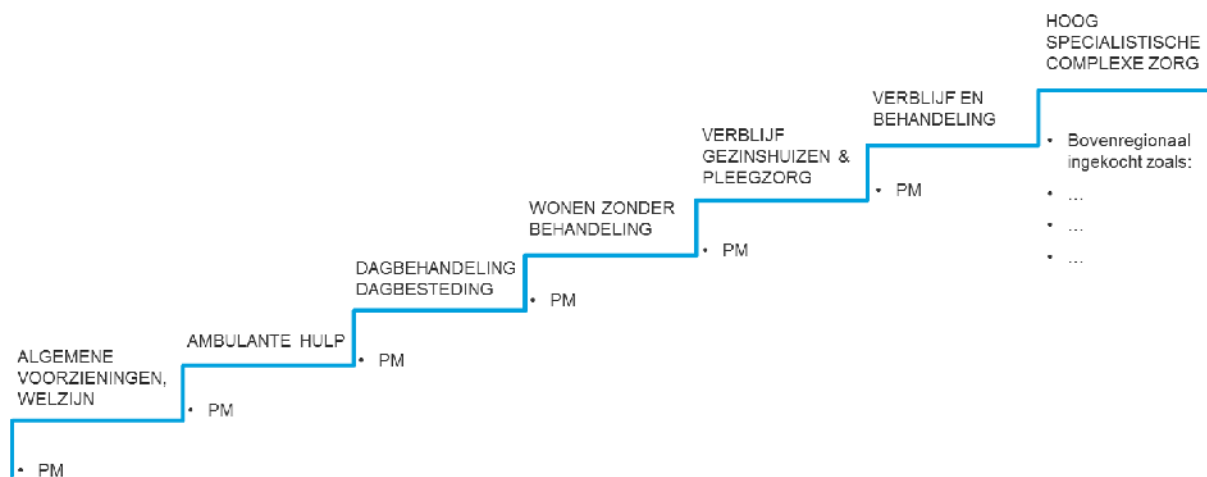 ALGEMENE
VOORZIENINGEN,
WELZIJN
• PM
AMBULANTE HULP
• PM
DAGBEHANDELING
DAGBESTEDING
• PM
WONEN ZONDER
BEHANDELING
• PM
VERBLIJF
GEZINSHUIZEN &
PLEEGZORG
• PM
VERBLIJF EN
BEHANDELING
• PM
HOOG
SPECIALISTISCHE
COMPLEXE ZORG
• Bovenregionaal
ingekocht zoals:
• ...
• ...
• ...